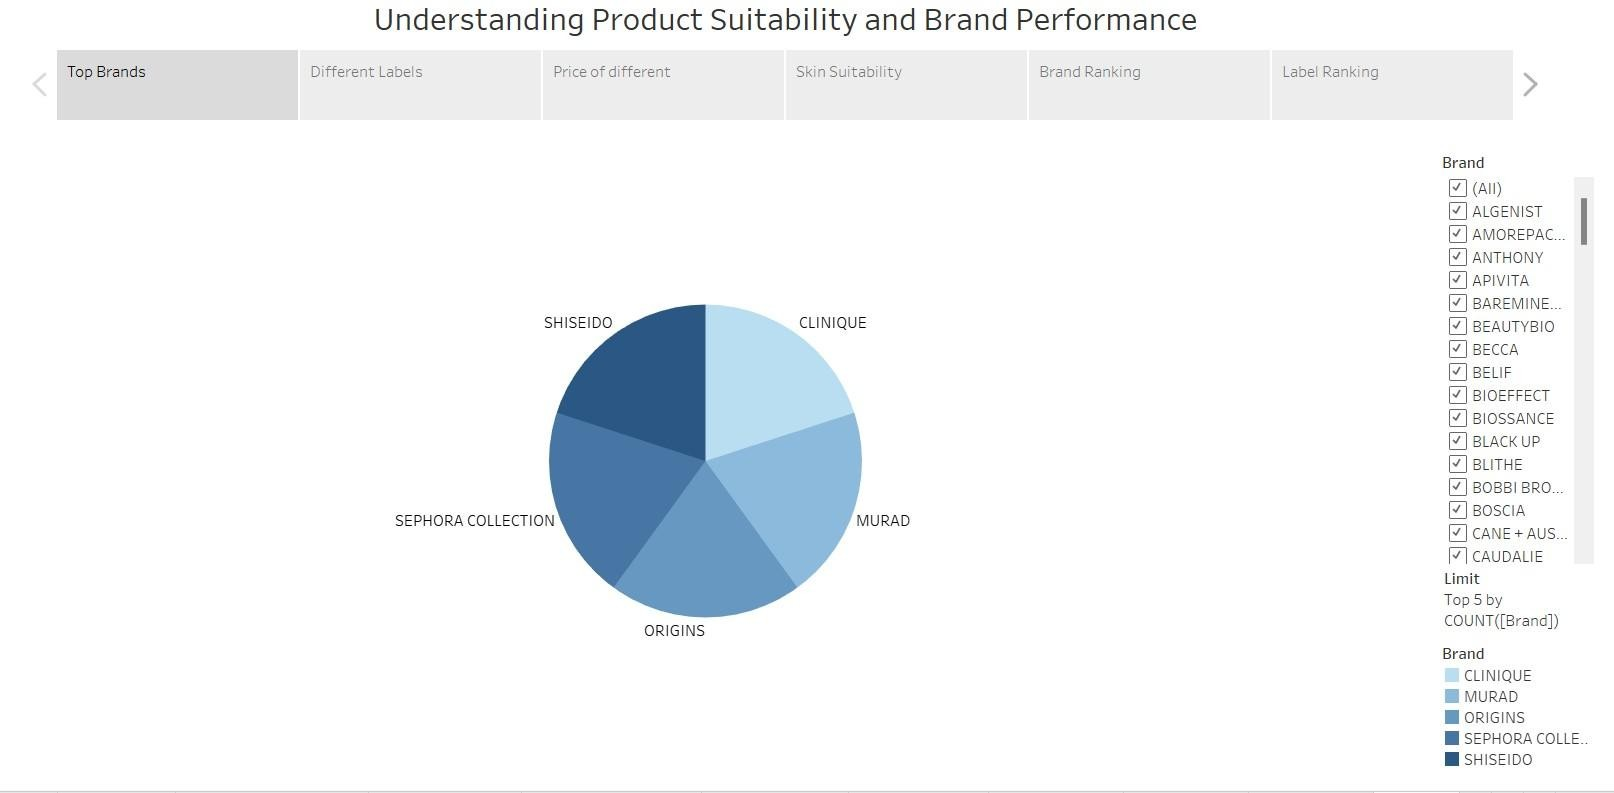 Understanding Product Suitability and Brand Performance
Top Brands
Different Labels
Price of different
Skin Suitability
Brand Ranking
Label Ranking
SHISEIDO
CLINIQUE
SEPHORA COLLECTION
MURAD
ORIGINS
Brand
(All)
ALGENIST
AMOREPAC...
ANTHONY
APIVITA
BAREMINE...
BEAUTYBIO
BECCA
BELIF
BIOEFFECT
BIOSSANCE
BLACK UP
BLITHE
BOBBI BRO...
BOSCIA
CANE + AUS...
CAUDALIE
Limit
Top 5 by
COUNT([Brand])
Brand
CLINIQUE
MURAD
ORIGINS
SEPHORA COLLE..
SHISEIDO